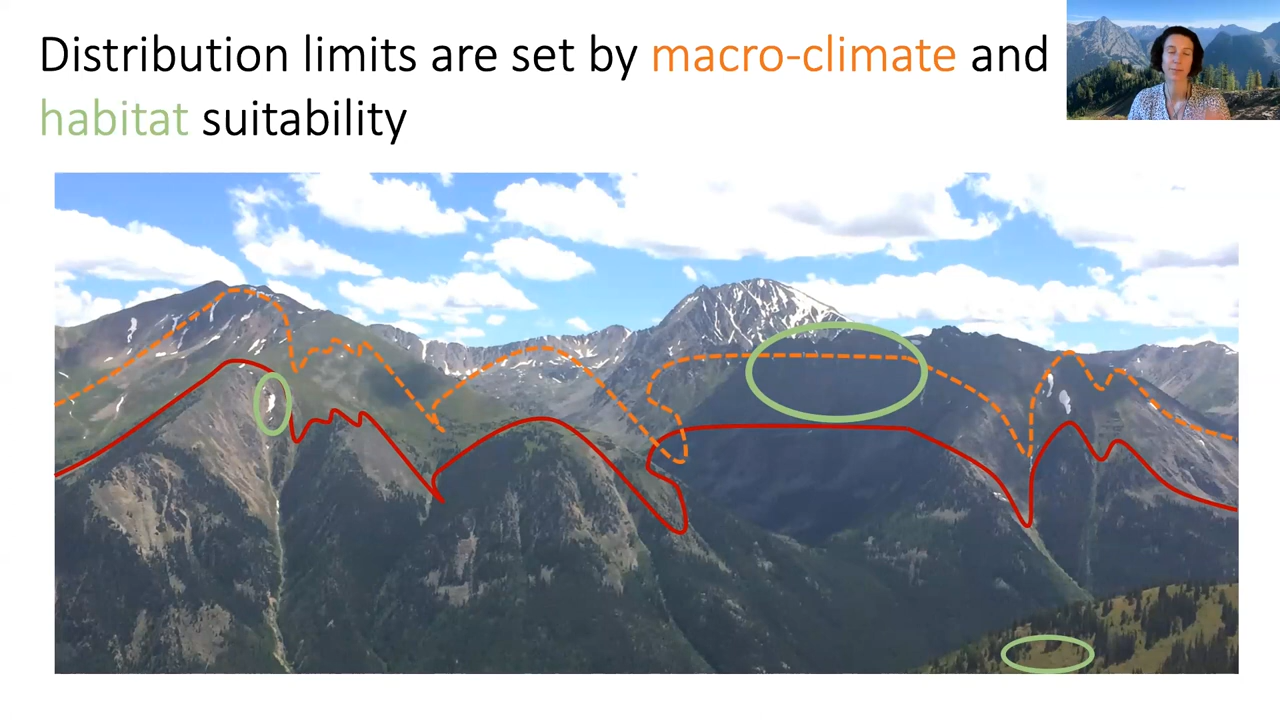 Distribution limits are set by macro-climate and
habitat suitability